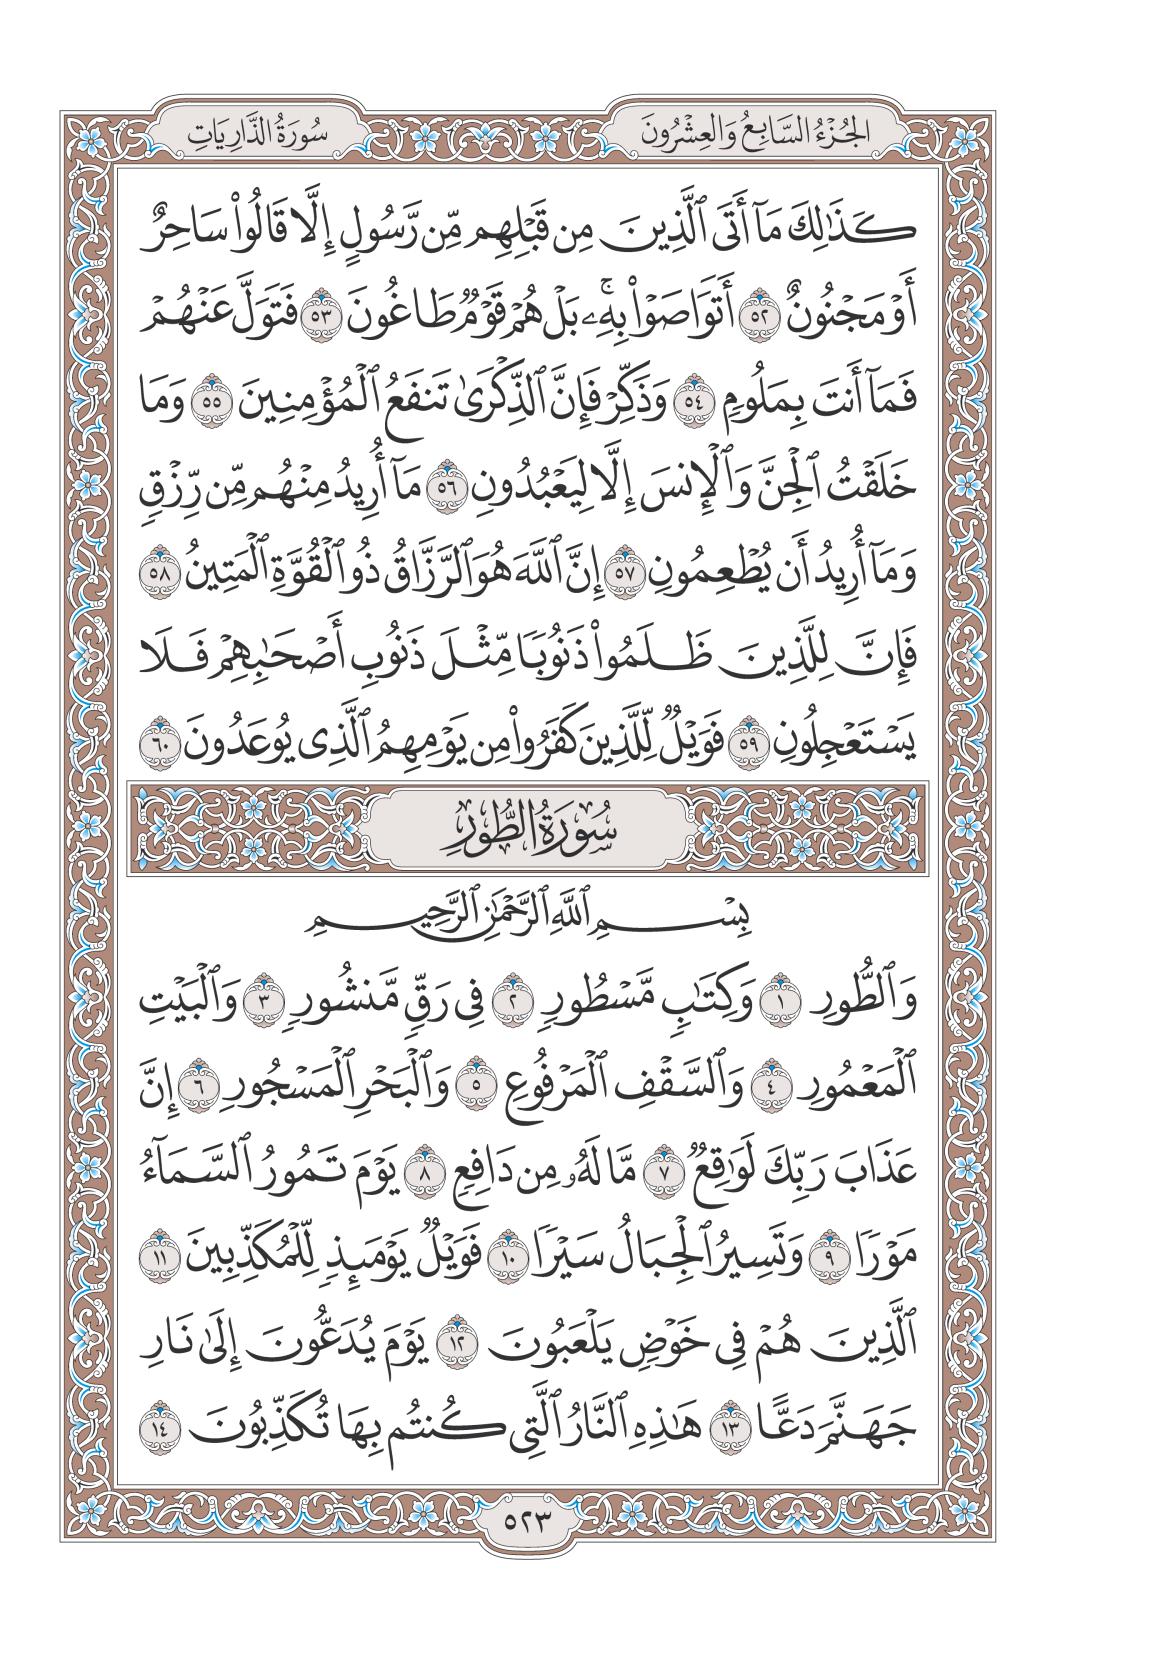 الجُزْءُ السَّابِعُ وَالعِشْرُونَ
سُورَةُ الذَّارِيَاتِ
كَذَٰلِكَ مَآ أَتَى ٱلَّذِينَ مِن قَبْلِهِم مِّن رَّسُولٍ إِلَّا قَالُوا۟ سَاحِرٌ
أَوْ مَجْنُونٌ ٥٢ أَتَوَاصَوْا۟ بِهِۦۚ بَلْ هُمْ قَوْمٌ طَاغُونَ ٥٣ فَتَوَلَّ عَنْهُمْ
فَمَآ أَنتَ بِمَلُومٍ ٥٤ وَذَكِّرْ فَإِنَّ ٱلذِّكْرَىٰ تَنفَعُ ٱلْمُؤْمِنِينَ ٥٥ وَمَا
خَلَقْتُ ٱلْجِنَّ وَٱلْإِنسَ إِلَّا لِيَعْبُدُونِ ٥٦ مَآ أُرِيدُ مِنْهُم مِّن رِّزْقٍ
وَمَآ أُرِيدُ أَن يُطْعِمُونِ ٥٧ إِنَّ ٱللَّهَ هُوَ ٱلرَّزَّاقُ ذُو ٱلْقُوَّةِ ٱلْمَتِينُ ٥٨
فَإِنَّ لِلَّذِينَ ظَلَمُوا۟ ذَنُوبًا مِّثْلَ ذَنُوبِ أَصْحَٰبِهِمْ فَلَا
يَسْتَعْجِلُونِ ٥٩ فَوَيْلٌ لِّلَّذِينَ كَفَرُوا۟ مِن يَوْمِهِمُ ٱلَّذِى يُوعَدُونَ ٦٠
سُورَةُ الطُّورِ
بِسْمِ ٱللَّهِ ٱلرَّحْمَٰنِ ٱلرَّحِيمِ
وَٱلطُّورِ ١ وَكِتَٰبٍ مَّسْطُورٍ ٢ فِى رَقٍّ مَّنشُورٍ ٣ وَٱلْبَيْتِ
ٱلْمَعْمُورِ ٤ وَٱلسَّقْفِ ٱلْمَرْفُوعِ ٥ وَٱلْبَحْرِ ٱلْمَسْجُورِ ٦ إِنَّ
عَذَابَ رَبِّكَ لَوَٰقِعٌ ٧ مَّا لَهُۥ مِن دَافِعٍ ٨ يَوْمَ تَمُورُ ٱلسَّمَآءُ
مَوْرًا ٩ وَتَسِيرُ ٱلْجِبَالُ سَيْرًا ١٠ فَوَيْلٌ يَوْمَئِذٍ لِّلْمُكَذِّبِينَ ١١
ٱلَّذِينَ هُمْ فِى خَوْضٍ يَلْعَبُونَ ١٢ يَوْمَ يُدَعُّونَ إِلَىٰ نَارِ
جَهَنَّمَ دَعًّا ١٣ هَٰذِهِ ٱلنَّارُ ٱلَّتِى كُنتُم بِهَا تُكَذِّبُونَ ١٤
٥٢٣